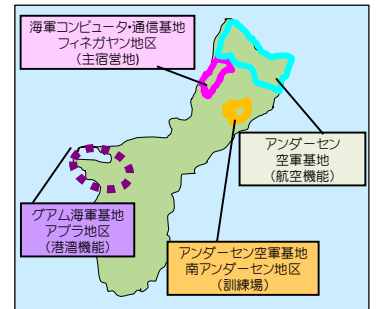 海軍コンピュータ・通信基地
フィネガヤン地区
(主宿営地)
アンダーセン
空軍基地
(航空機能)
グアム海軍基地
アプラ地区
(港湾機能)
アンダーセン空軍基地
南アンダーセン地区
(訓練場)